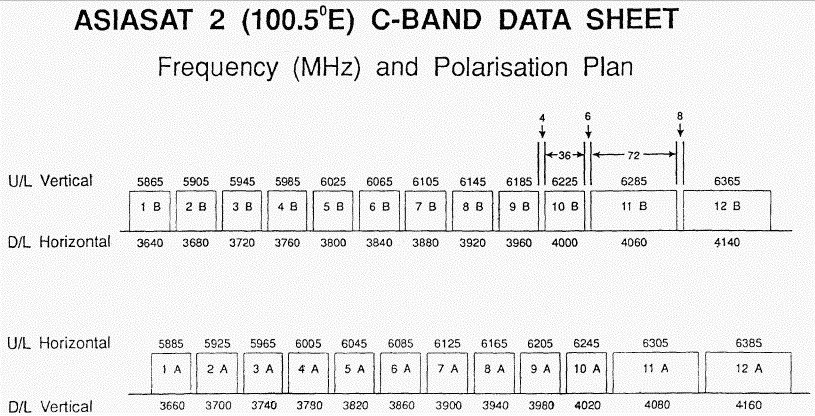 ASIASAT 2 (100.5⁰E) C-BAND DATA SHEET
Frequency (MHz) and Polarisation Plan
4 6 8
36 72
U/L Vertical 5865 5905 5945 5985 6025 6065 6105 6145 6185 6225 6285 6365
1 B 2 B 3 B 4 B 5 B 6 B 7 B 8 B 9 B 10 B 11 B 12 B
D/L Horizontal 3640 3680 3720 3760 3800 3840 3880 3920 3960 4000 4060 4140
U/L Horizontal 5885 5925 5965 6005 6045 6085 6125 6165 6205 6245 6305 6385
1 A 2 A 3 A 4 A 5 A 6 A 7 A 8 A 9 A 10 A 11 A 12 A
D/L Vertical 3660 3700 3740 3780 3820 3860 3900 3940 3980 4020 4080 4160